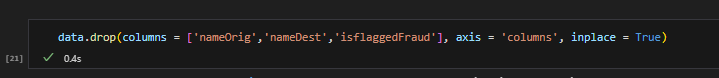 data.drop(columns = ['nameOrig','nameDest','isflaggedFraud'], axis = 'columns', inplace = True)
[21]
0.4s